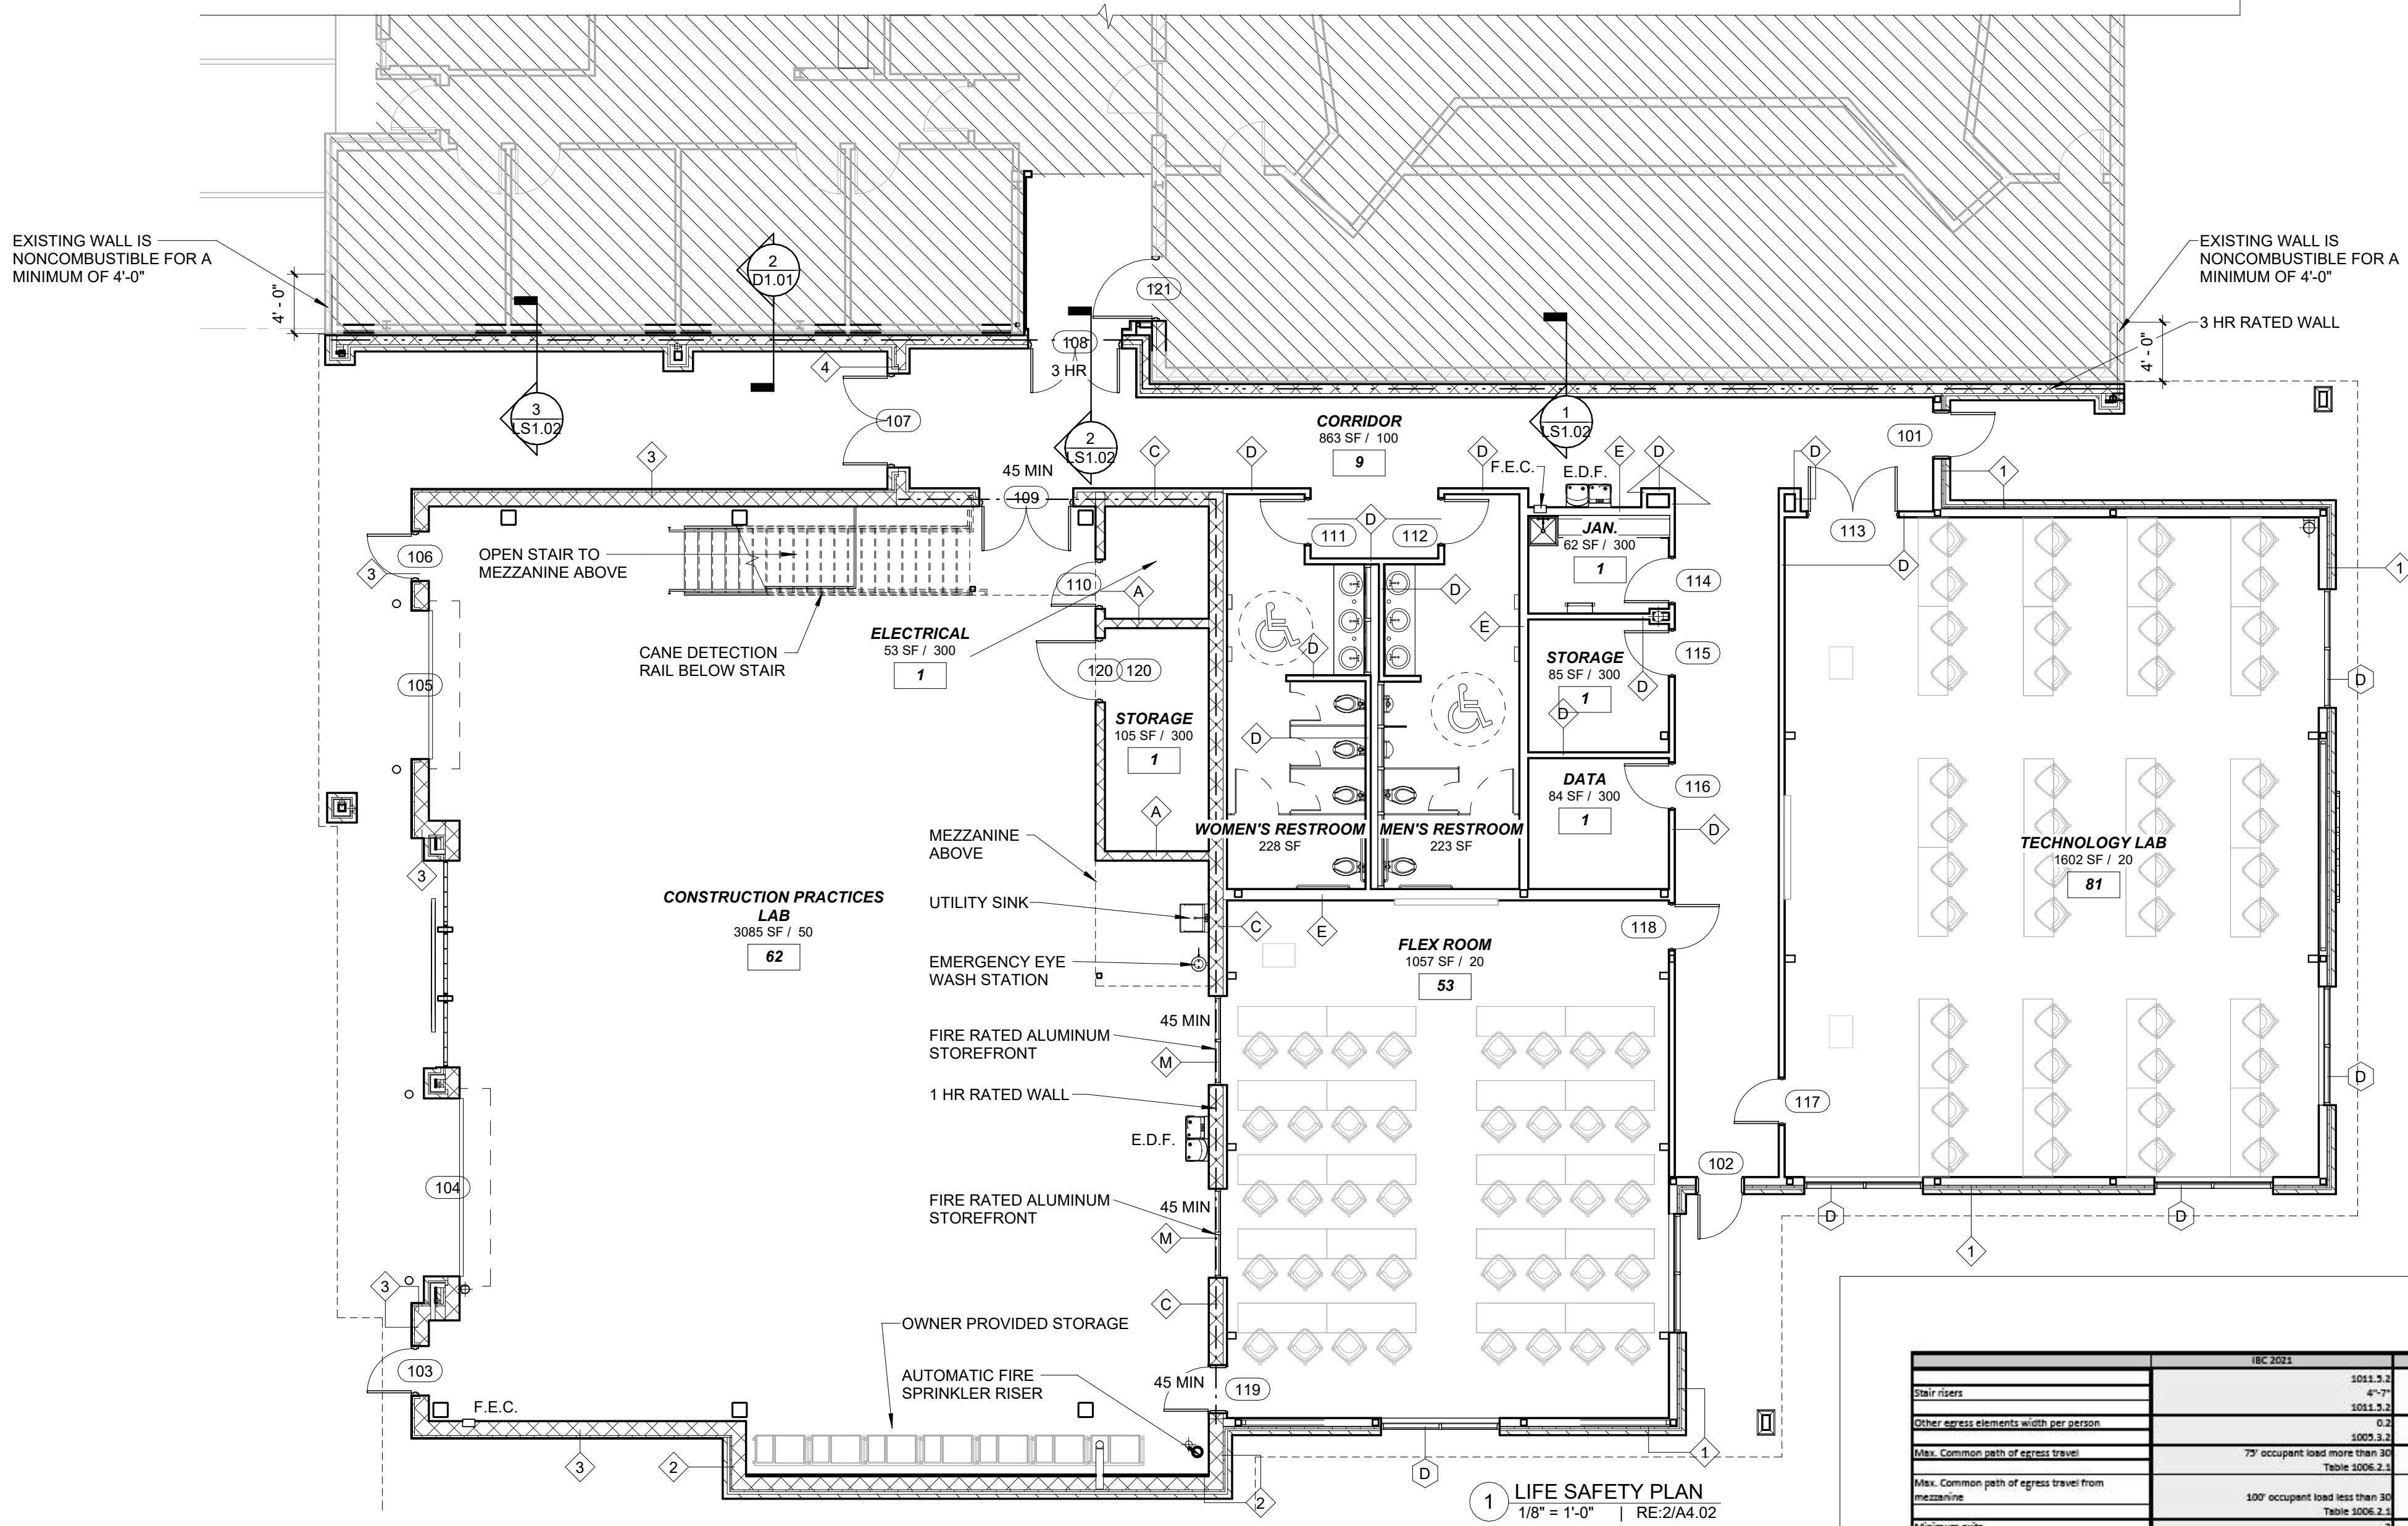 EXISTING WALL IS
NONCOMBUSTIBLE FOR A
MINIMUM OF 4'-0"
4' - 0"
2
D1.01
121
EXISTING WALL IS
NONCOMBUSTIBLE FOR A
MINIMUM OF 4'-0"
3 HR RATED WALL
4' - 0"
108
3 HR
4
3
LS1.02
107
2
LS1.02
CORRIDOR
863 SF / 100
9
1
LS1.02
101
3
45 MIN
109
C
D
D
F.E.C.
E.D.F.
E
D
D
1
113
106
OPEN STAIR TO
MEZZANINE ABOVE
3
111
D
112
JAN.
62 SF / 300
1
114
D
1
110
A
D
CANE DETECTION
RAIL BELOW STAIR
ELECTRICAL
53 SF / 300
1
E
D
105
120
120
STORAGE
85 SF / 300
1
115
D
D
D
STORAGE
105 SF / 300
1
D
DATA
84 SF / 300
1
116
A
D
MEZZANINE
ABOVE
WOMEN'S RESTROOM
228 SF
MEN'S RESTROOM
223 SF
TECHNOLOGY LAB
1602 SF / 20
81
3
CONSTRUCTION PRACTICES
LAB
3085 SF / 50
62
UTILITY SINK
C
E
118
FLEX ROOM
1057 SF / 20
53
EMERGENCY EYE
WASH STATION
45 MIN
FIRE RATED ALUMINUM
STOREFRONT
M
D
1 HR RATED WALL
117
E.D.F.
102
104
FIRE RATED ALUMINUM
STOREFRONT
45 MIN
M
D
D
1
3
C
OWNER PROVIDED STORAGE
103
AUTOMATIC FIRE
SPRINKLER RISER
45 MIN
119
F.E.C.
3
2
D
1
2
1
LIFE SAFETY PLAN
1/8" = 1'-0" | RE:2/A4.02
IBC 2021
1011.5.2
Stair risers 4"-7"
1011.5.2
Other egress elements width per person 0.2
1005.3.2
Max. Common path of egress travel 75' occupant load more than 30
Table 1006.2.1
Max. Common path of egress travel from
mezzanine 100' occupant load less than 30
Table 1006.2.1